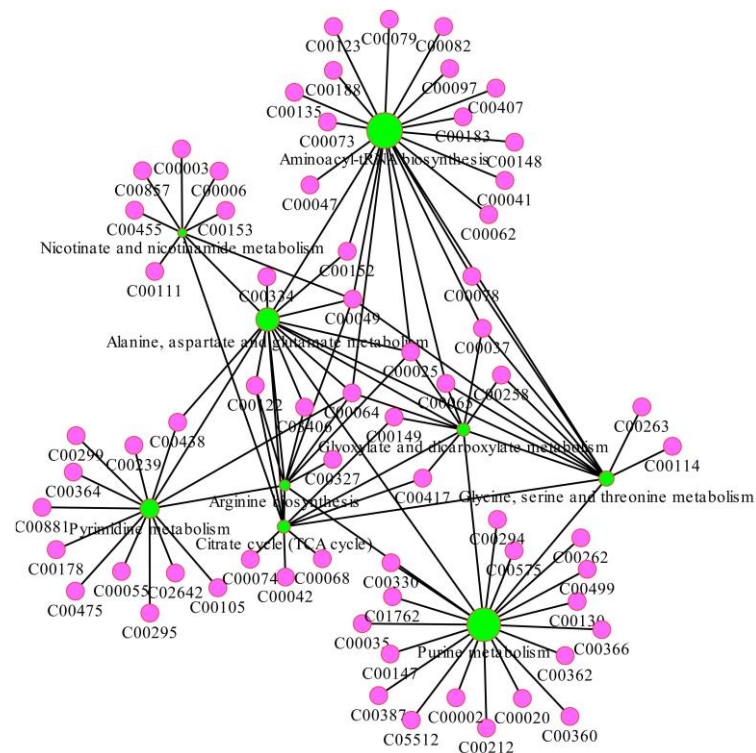 C00079
C00123
C00082
C00188
C00097
C00407
C00135
C00073
C00183
C00148
Aminoacyl-tRNA biosynthesis
C00003
C00857
C00006
C00047
C00041
C00455
C00153
C00062
Nicotinate and nicotinamide metabolism
C00152
C00111
C00334
C00078
C00049
Alanine, aspartate and glutamate metabolism
C00037
C00025
C00122
C00064
C00065
C00258
C00149
C00263
C00438
Glyoxylate and dicarboxylate metabolism
C00299
C00239
C00114
C00327
C00364
C00417
Glycine, serine and threonine metabolism
Arginine biosynthesis
C00881
Pyrimidine metabolism
C00294
Citrate cycle (TCA cycle)
C00262
C00178
C00074
C00068
C00575
C00055
C02642
C00042
C00330
C00499
C00475
C00105
C01762
C00130
C00295
C00035
C00366
Purine metabolism
C00147
C00362
C00387
C00002
C00020
C00360
C05512
C00212